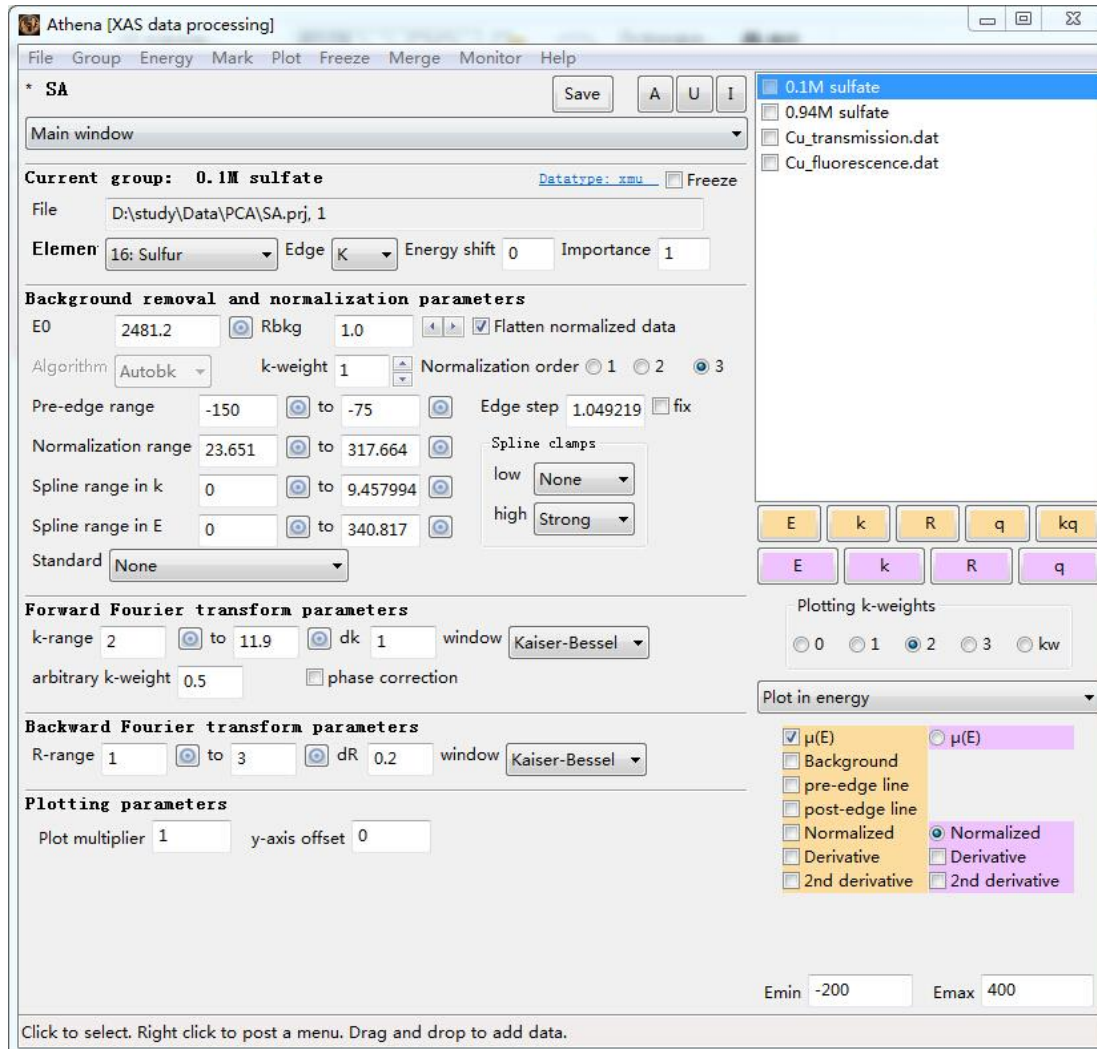 Athena [XAS data processing]
File Group Energy Mark Plot Freeze Merge Monitor Help
* SA
Save A U I
Main window
Current group: 0.1M sulfate Datatype: xmu Freeze
File D:\study\Data\PCA\SA.prj, 1
Elemen 16: Sulfur Edge K Energy shift 0 Importance 1
Background removal and normalization parameters
E0 2481.2 Rbkg 1.0 Flatten normalized data
Algorithm Autobk k-weight 1 Normalization order 1 2 3
Pre-edge range -150 to -75 Edge step 1.049219 fix
Normalization range 23.651 to 317.664 Spline clamps
Spline range in k 0 to 9.457994 low None
Spline range in E 0 to 340.817 high Strong
Standard None
Forward Fourier transform parameters
k-range 2 to 11.9 dk 1 window Kaiser-Bessel
arbitrary k-weight 0.5 phase correction
Backward Fourier transform parameters
R-range 1 to 3 dR 0.2 window Kaiser-Bessel
Plotting parameters
Plot multiplier 1 y-axis offset 0
0.1M sulfate
0.94M sulfate
Cu_transmission.dat
Cu_fluorescence.dat
E k R q kq
E k R q
Plotting k-weights
0 1 2 3 kw
Plot in energy
μ(E) μ(E)
Background
pre-edge line
post-edge line
Normalized Normalized
Derivative Derivative
2nd derivative 2nd derivative
Emin -200 Emax 400
Click to select. Right click to post a menu. Drag and drop to add data.